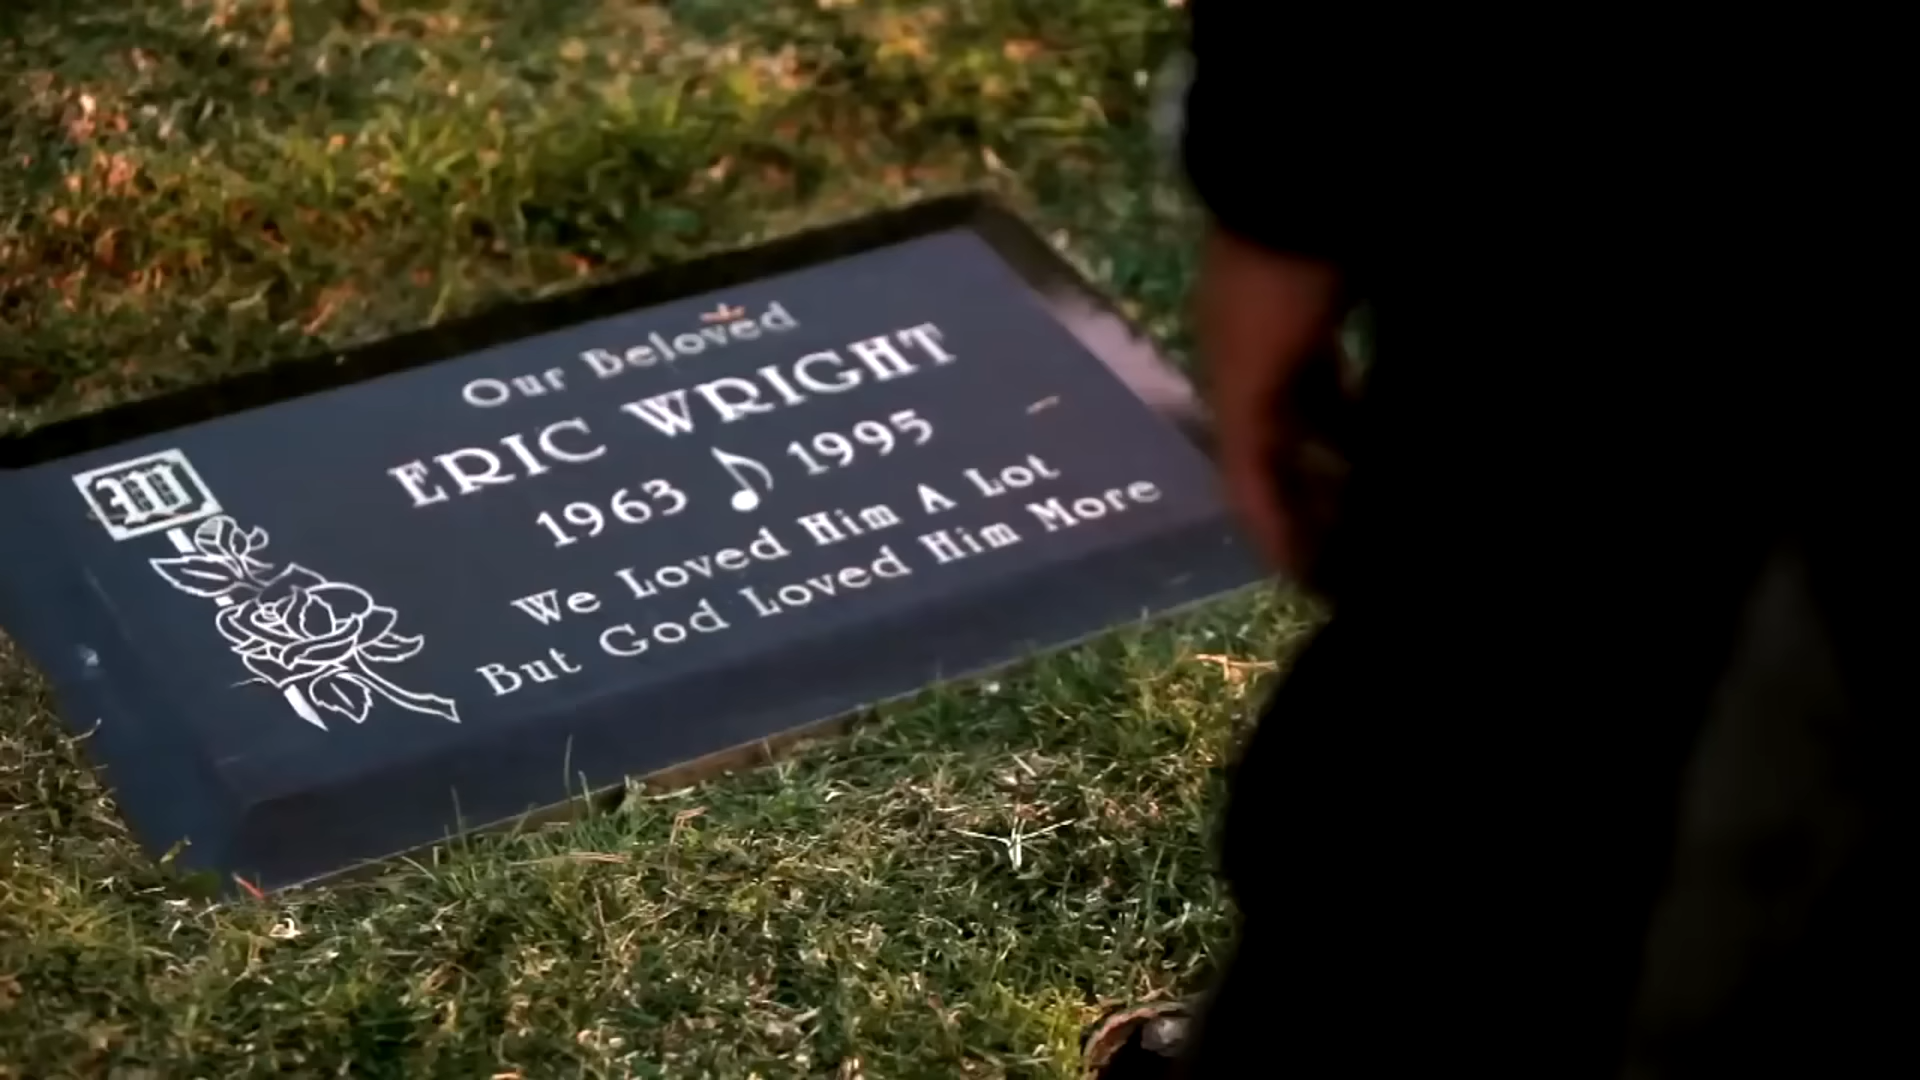 Our Beloved
ERIC WRIGHT
1963 1995
We Loved Him A Lot
But God Loved Him More
W